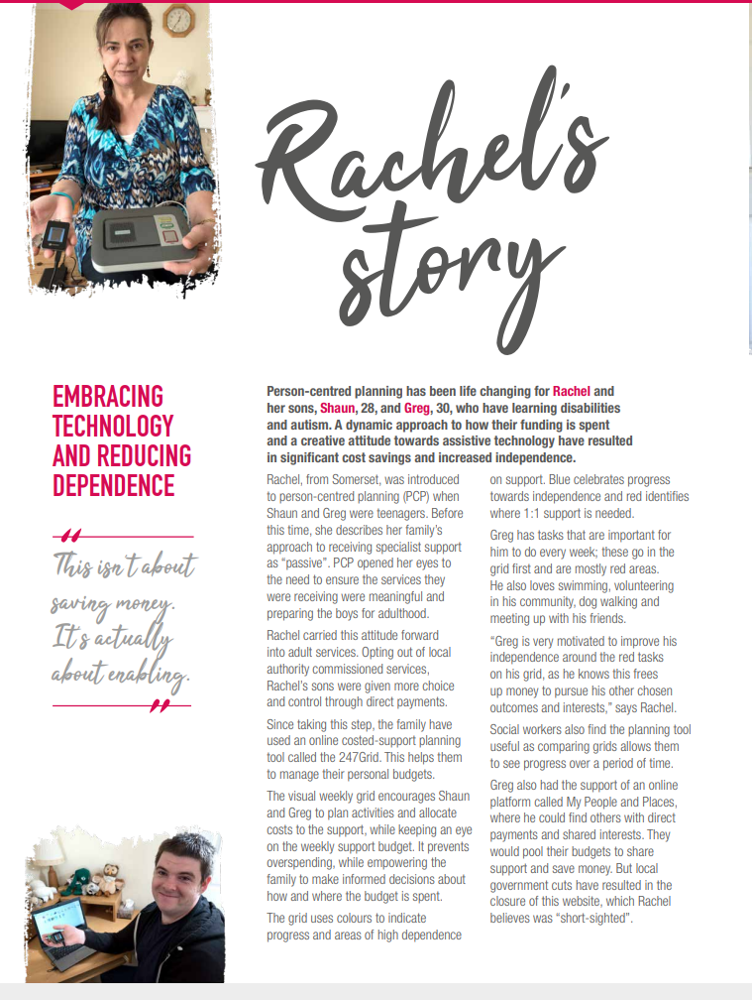 Rachel's
story
EMBRACING
TECHNOLOGY
AND REDUCING
DEPENDENCE
"
This isn't about
saving money.
It's actually
about enabling.
"
Person-centred planning has been life changing for Rachel and
her sons, Shaun, 28, and Greg, 30, who have learning disabilities
and autism. A dynamic approach to how their funding is spent
and a creative attitude towards assistive technology have resulted
in significant cost savings and increased independence.
Rachel, from Somerset, was introduced
to person-centred planning (PCP) when
Shaun and Greg were teenagers. Before
this time, she describes her family's
approach to receiving specialist support
as “passive”. PCP opened her eyes to
the need to ensure the services they
were receiving were meaningful and
preparing the boys for adulthood.
Rachel carried this attitude forward
into adult services. Opting out of local
authority commissioned services,
Rachel's sons were given more choice
and control through direct payments.
Since taking this step, the family have
used an online costed-support planning
tool called the 247Grid. This helps them
to manage their personal budgets.
The visual weekly grid encourages Shaun
and Greg to plan activities and allocate
costs to the support, while keeping an eye
on the weekly support budget. It prevents
overspending, while empowering the
family to make informed decisions about
how and where the budget is spent.
The grid uses colours to indicate
progress and areas of high dependence
on support. Blue celebrates progress
towards independence and red identifies
where 1:1 support is needed.
Greg has tasks that are important for
him to do every week; these go in the
grid first and are mostly red areas.
He also loves swimming, volunteering
in his community, dog walking and
meeting up with his friends.
“Greg is very motivated to improve his
independence around the red tasks
on his grid, as he knows this frees
up money to pursue his other chosen
outcomes and interests,” says Rachel.
Social workers also find the planning tool
useful as comparing grids allows them
to see progress over a period of time.
Greg also had the support of an online
platform called My People and Places,
where he could find others with direct
payments and shared interests. They
would pool their budgets to share
support and save money. But local
government cuts have resulted in the
closure of this website, which Rachel
believes was “short-sighted”.